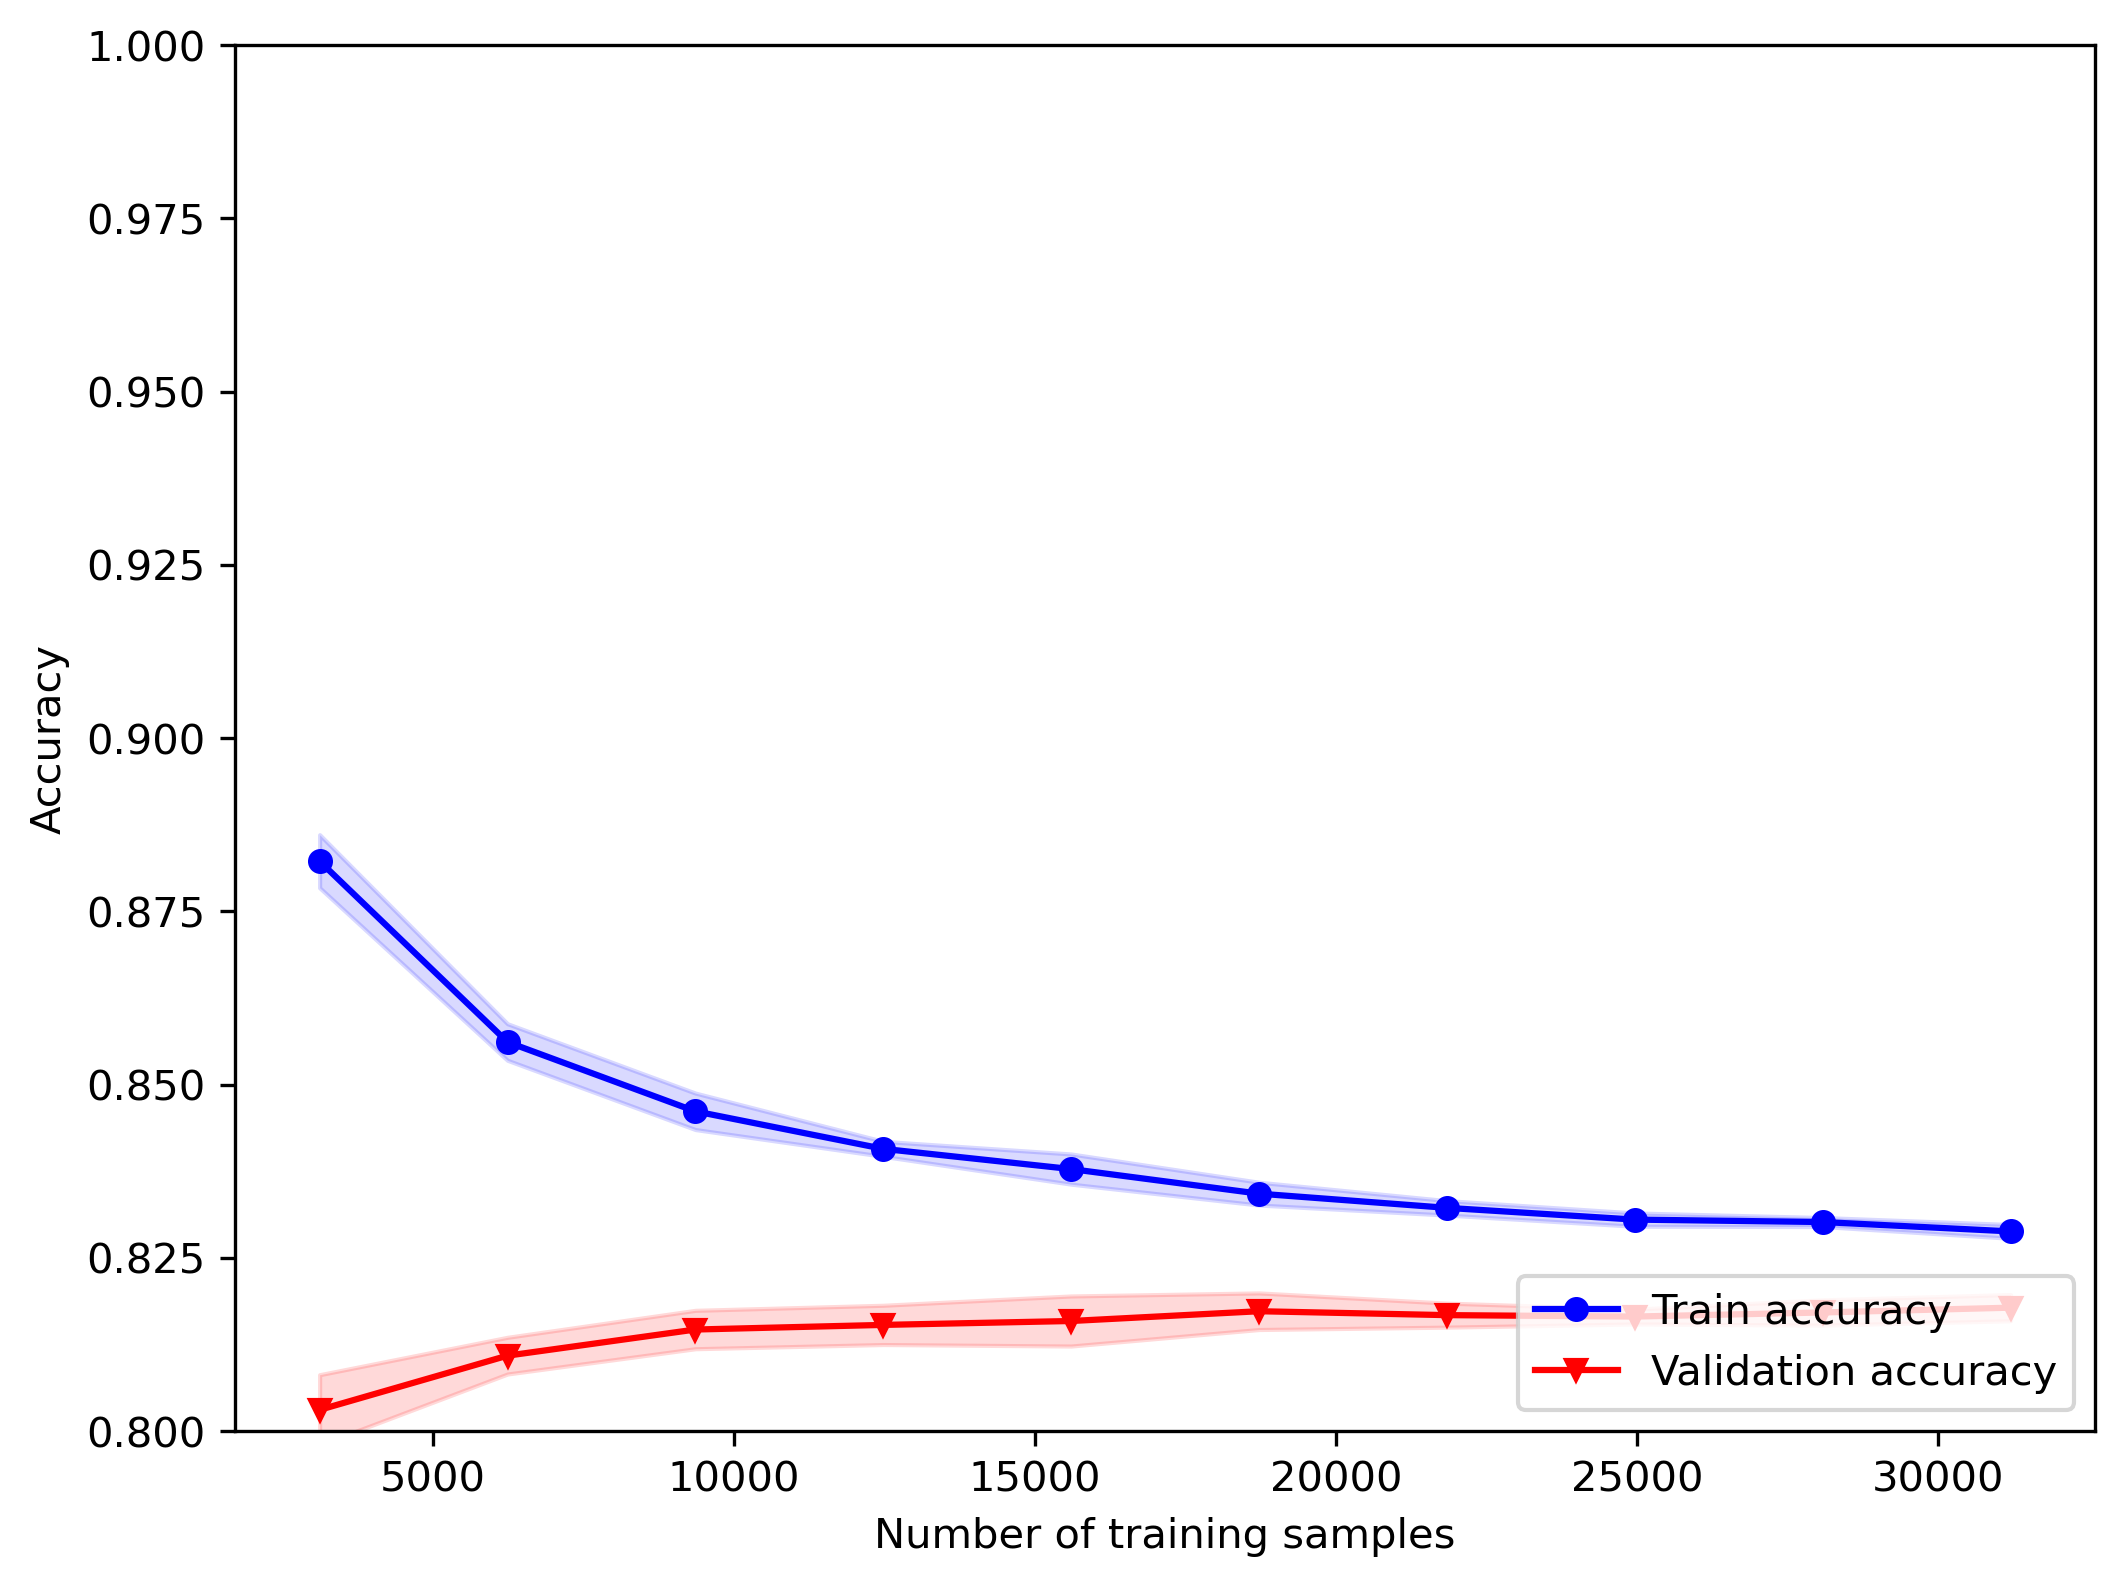 1.000
0.975
0.950
0.925
0.900
0.875
0.850
0.825
0.800
Accuracy
Train accuracy
Validation accuracy
5000 10000 15000 20000 25000 30000
Number of training samples